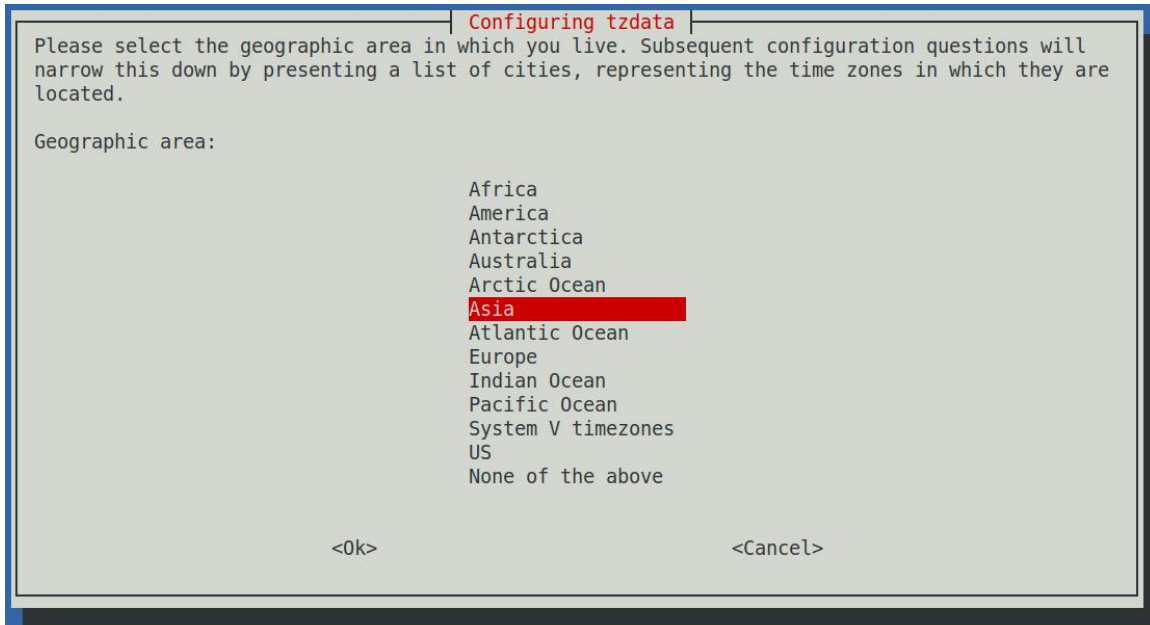 Configuring tzdata
Please select the geographic area in which you live. Subsequent configuration questions will
narrow this down by presenting a list of cities, representing the time zones in which they are
located.
Geographic area:
Africa
America
Antarctica
Australia
Arctic Ocean
Asia
Atlantic Ocean
Europe
Indian Ocean
Pacific Ocean
System V timezones
US
None of the above
<Ok> <Cancel>